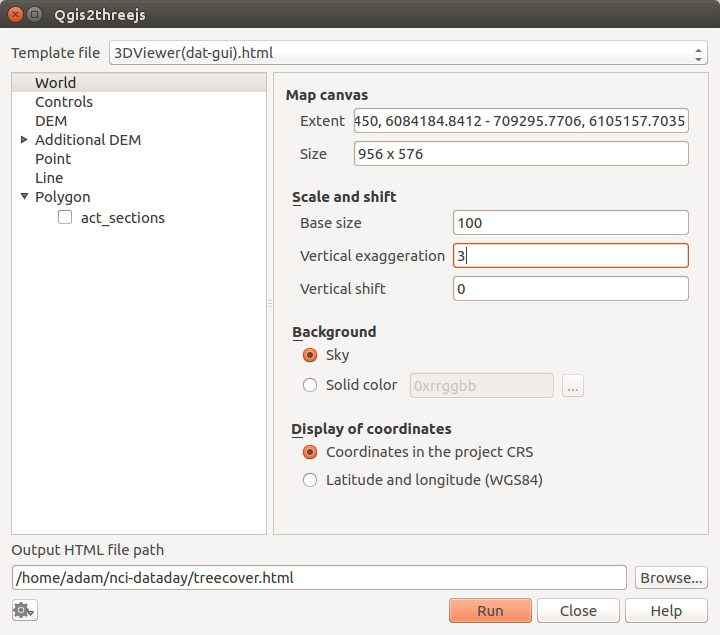 Qgis2threejs
Template file 3DViewer(dat-gui).html
World
Controls
DEM
Additional DEM
Point
Line
Polygon
act_sections
Map canvas
Extent 450, 6084184.8412 - 709295.7706, 6105157.7035
Size 956 x 576
Scale and shift
Base size 100
Vertical exaggeration 3
Vertical shift 0
Background
Sky
Solid color 0xrrggbb ...
Display of coordinates
Coordinates in the project CRS
Latitude and longitude (WGS84)
Output HTML file path
/home/adam/nci-dataday/treecover.html Browse...
Run Close Help